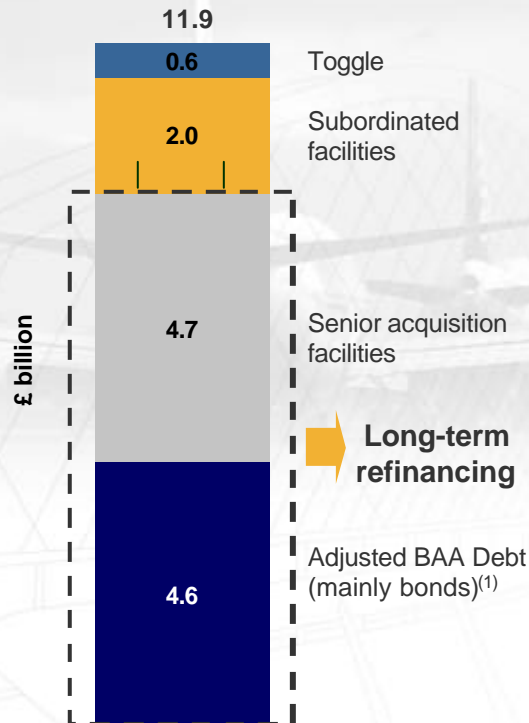 11.9
0.6
Toggle
2.0
Subordinated
facilities
£ billion
4.7
Senior acquisition
facilities
Long-term
refinancing
4.6
Adjusted BAA Debt
(mainly bonds)(1)